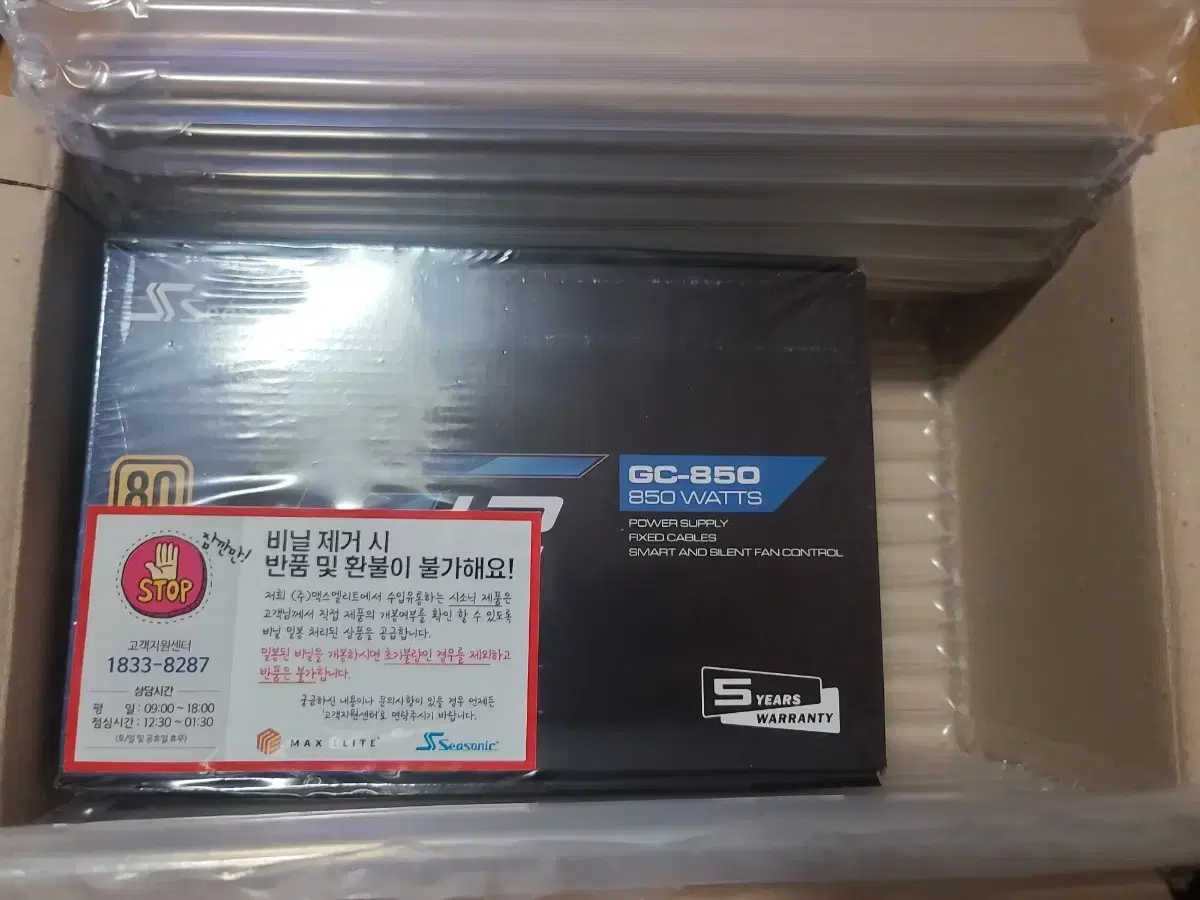 80
GC-850
850 WATTS
POWER SUPPLY
FIXED CABLES
SMART AND SILENT FAN CONTROL
잠깐만!
STOP
고객지원센터
1833-8287
상담시간
평 일 : 09:00 ~ 18:00
점심시간 : 12:30 ~ 01:30
(토/일 및 공휴일 휴무)
비닐 제거 시
반품 및 환불이 불가해요!
저희 (주)맥스엘리트에서 수입유통하는 시소닉 제품은
고객님께서 직접 제품의 개봉여부를 확인 할 수 있도록
비닐 밀봉 처리된 상품을 공급합니다.
밀봉된 비닐을 개봉하시면 초기불량인 경우를 제외하고
반품은 불가합니다.
궁금하신 내용이나 문의사항이 있을 경우 언제든
'고객지원센터'로 연락주시기 바랍니다.
MAX ELITE
Seasonic
5 YEARS
WARRANTY